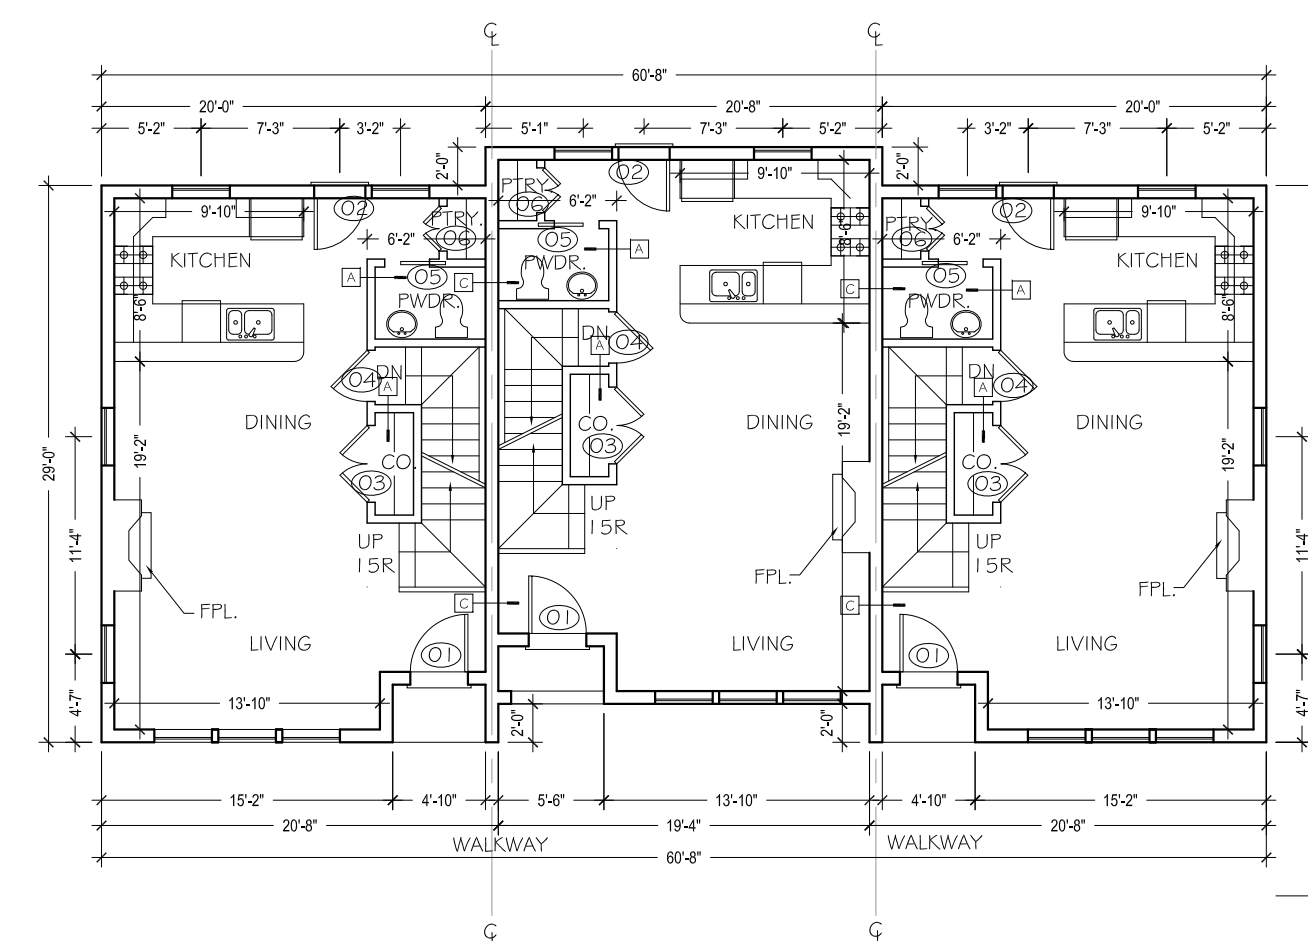 ℄ ℄
60'-8"
20'-0" 20'-8" 20'-0"
5'-2" 7'-3" 3'-2" 5'-1" 7'-3" 5'-2" 3'-2" 7'-3" 5'-2"
2'-0" 2'-0"
9'-10" 02 PTRY. 06 6'-2"
PTRY. 06 6'-2" 02 9'-10"
PTRY. 06 6'-2" 02 9'-10"
KITCHEN KITCHEN KITCHEN
05 PWDR. A C
05 PWDR. A C
05 PWDR. A
8'-6" 8'-6" 8'-6"
04 DN A
DN A 04
DN A 04
DINING DINING DINING
29'-0" 19'-2" 19'-2" 19'-2"
CO. 03
CO. 03
CO. 03
UP
15R
UP
15R
UP
15R
11'-4" 11'-4"
FPL. FPL. FPL.
C C
01 01 01
LIVING LIVING LIVING
4'-7" 4'-7"
13'-10" 13'-10"
2'-0" 2'-0"
15'-2" 4'-10" 5'-6" 13'-10" 4'-10" 15'-2"
20'-8" 19'-4" 20'-8"
WALKWAY WALKWAY
60'-8"
℄ ℄